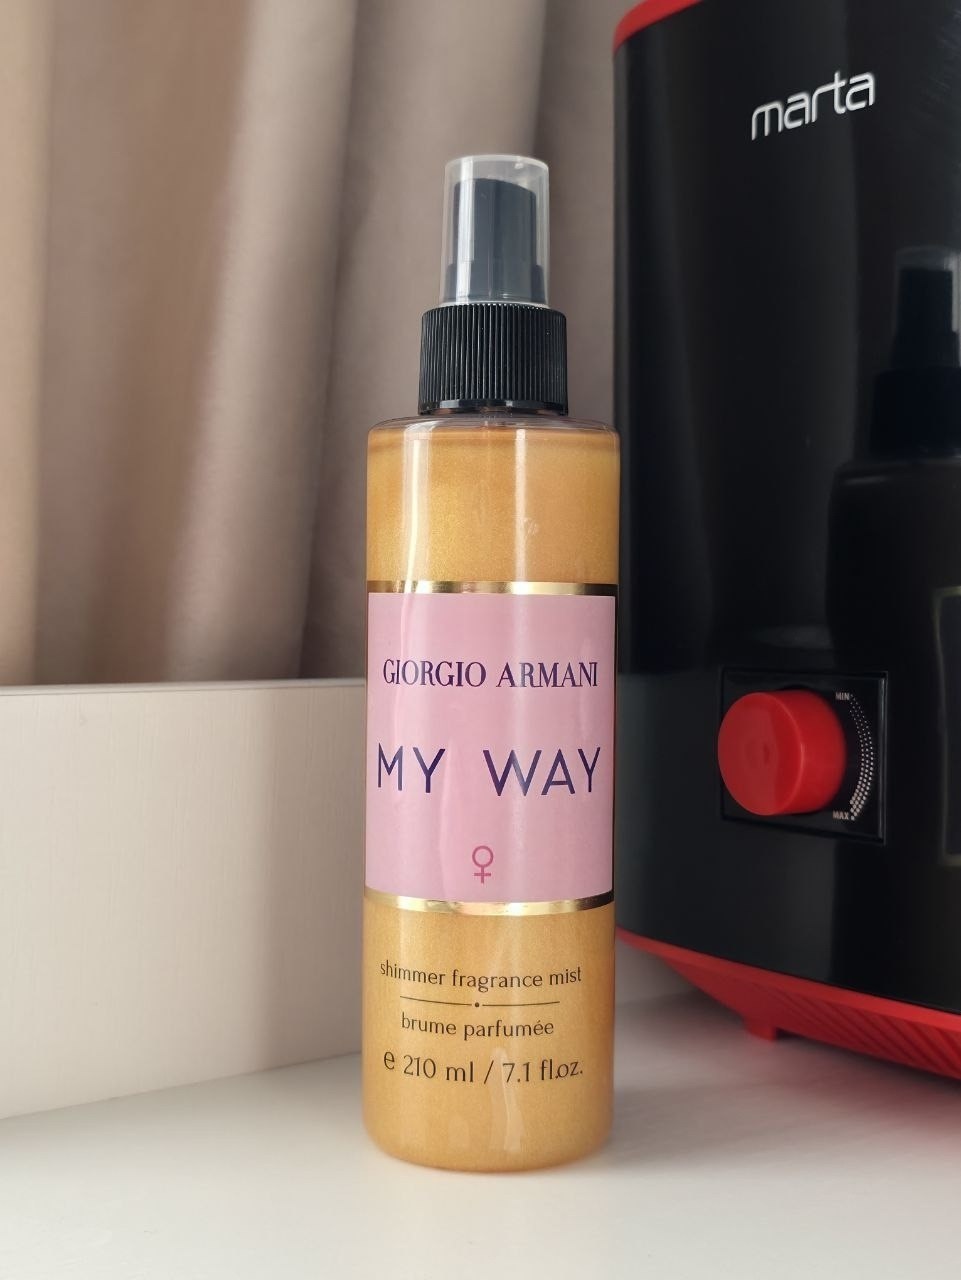 marta
GIORGIO ARMANI
MY WAY
MIN
MAX
shimmer fragrance mist
brume parfumée
e 210 ml / 7.1 fl.oz.